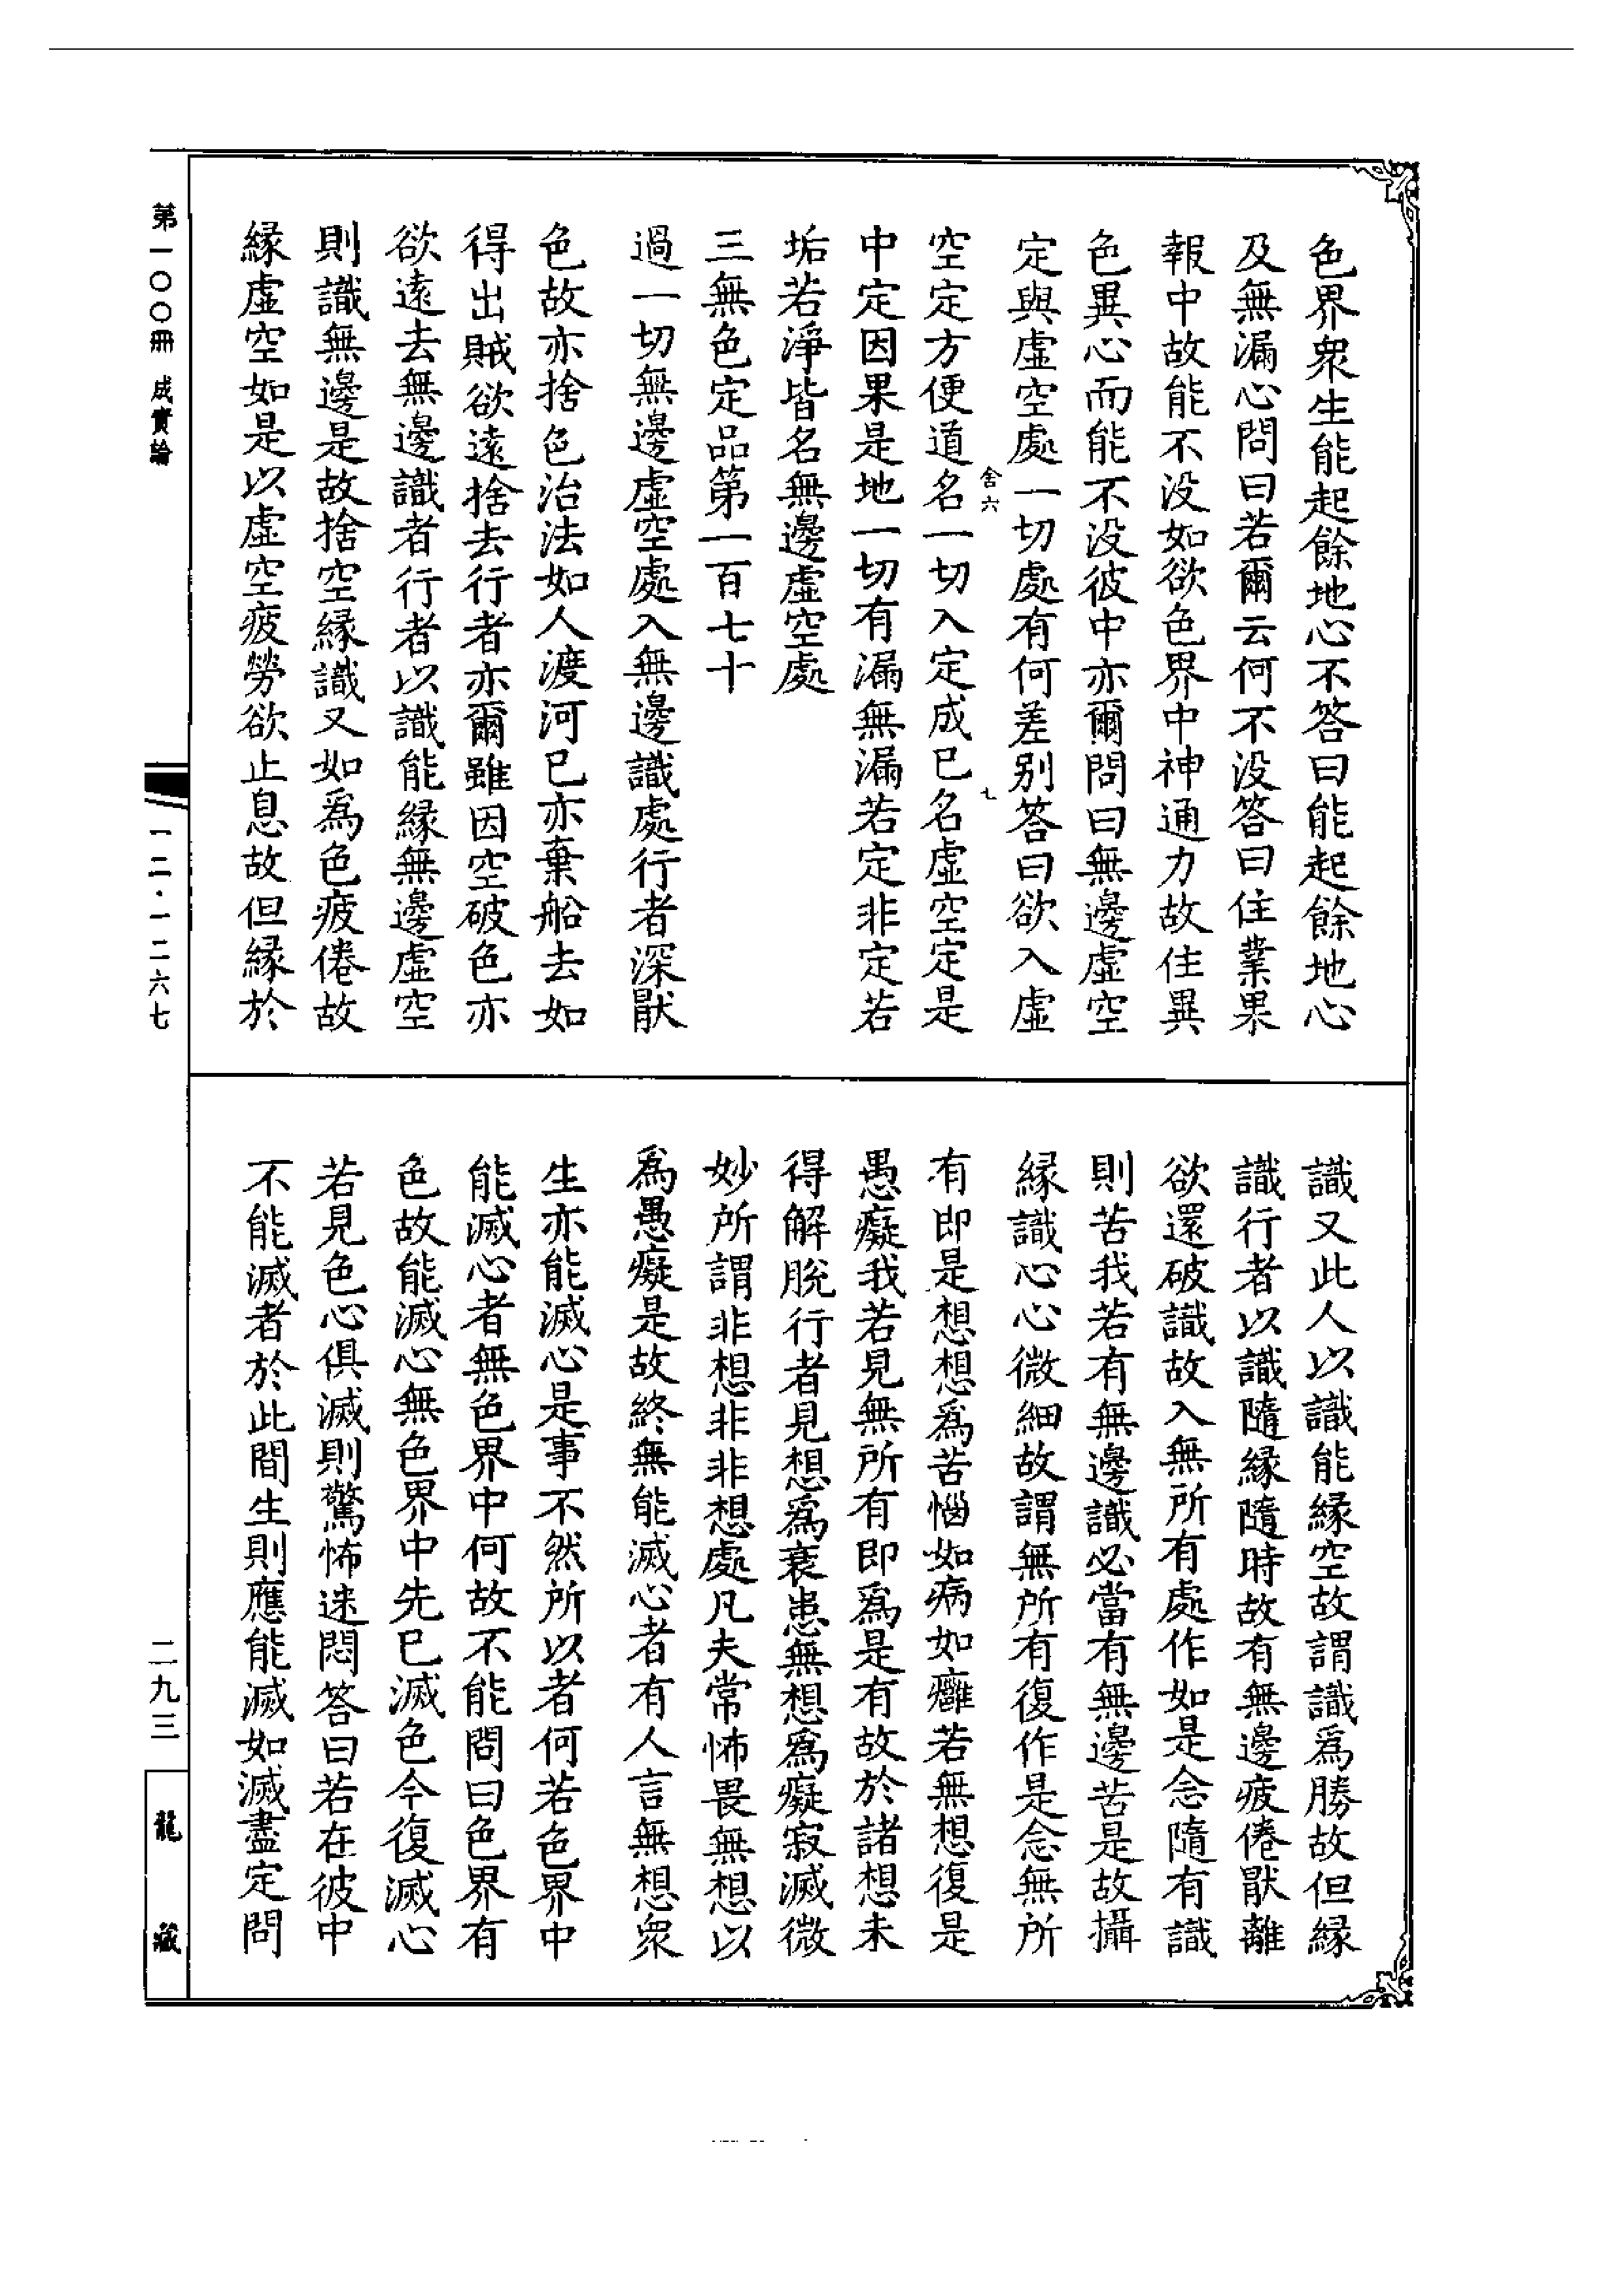 色界衆生能起餘地心不答曰能起餘地心
及無漏心問曰若爾云何不没答曰住業果
報中故能不没如欲色界中神通力故住異
色異心而能不没彼中亦爾問曰無邊虛空
定與虛空處一切處有何差别答曰欲入虛
舍六
七
空定方便道名一切入定成已名虛空定是
中定因果是地一切有漏無漏若定非定若
垢若淨皆名無邊虛空處
三無色定品第一百七十
過一切無邊虛空處入無邊識處行者深猒
色故亦捨色治法如人渡河已亦棄船去如
得出賊欲遠捨去行者亦爾雖因空破色亦
欲遠去無邊識者行者以識能緣無邊虛空
則識無邊是故捨空緣識又如爲色疲倦故
緣虛空如是以虛空疲勞欲止息故但緣於
識又此人以識能緣空故謂識爲勝故但緣
識行者以識隨緣隨時故有無邊疲倦猒離
欲還破識故入無所有處作如是念隨有識
則苦我若有無邊識必當有無邊苦是故攝
緣識心心微細故謂無所有復作是念無所
有即是想想爲苦惱如病如癰若無想復是
愚癡我若見無所有即爲是有故於諸想未
得解脫行者見想爲衰患無想爲癡寂滅微
妙所謂非想非非想處凡夫常怖畏無想以
爲愚癡是故終無能滅心者有人言無想衆
生亦能滅心是事不然所以者何若色界中
能滅心者無色界中何故不能問曰色界有
色故能滅心無色界中先已滅色今復滅心
若見色心俱滅則驚怖迷悶答曰若在彼中
不能滅者於此間生則應能滅如滅盡定問
第一〇〇冊 成實論
一二·一二六七
二九三
龍藏